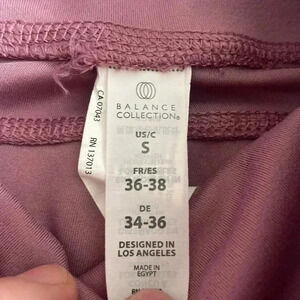 BALANCE
COLLECTION®
US/C
S
FR/ES
36-38
DE
34-36
DESIGNED IN
LOS ANGELES
MADE IN
EGYPT
CA 07043
RN 137013